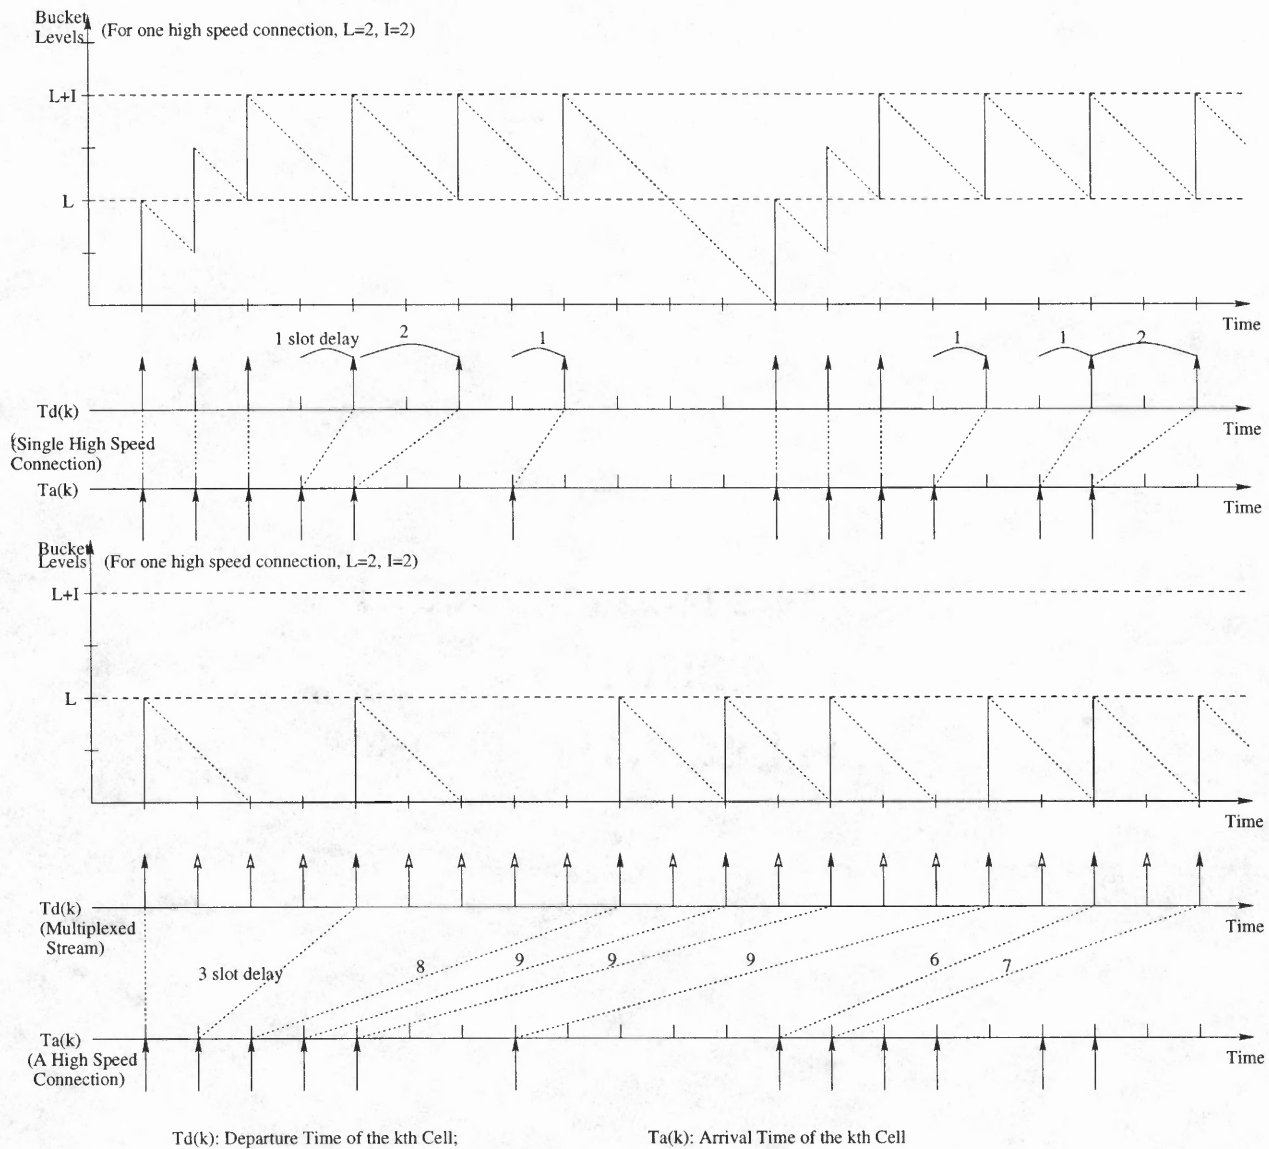 Bucket
Levels
(For one high speed connection, L=2, I=2)
L+I
L
Time
1 slot delay
2
1
1
1
2
Td(k)
Time
(Single High Speed
Connection)
Ta(k)
Time
Bucket
Levels
(For one high speed connection, L=2, I=2)
L+I
L
Time
Td(k)
(Multiplexed
Stream)
Time
3 slot delay
8
9
9
9
6
7
Ta(k)
(A High Speed
Connection)
Time
Td(k): Departure Time of the kth Cell;
Ta(k): Arrival Time of the kth Cell